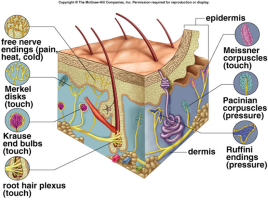 Copyright © The McGraw-Hill Companies, Inc. Permission required for reproduction or display.
free nerve
endings (pain,
heat, cold)
Merkel
disks
(touch)
Krause
end bulbs
(touch)
root hair plexus
(touch)
epidermis
Meissner
corpuscles
(touch)
Pacinian
corpuscles
(pressure)
Ruffini
endings
(pressure)
dermis